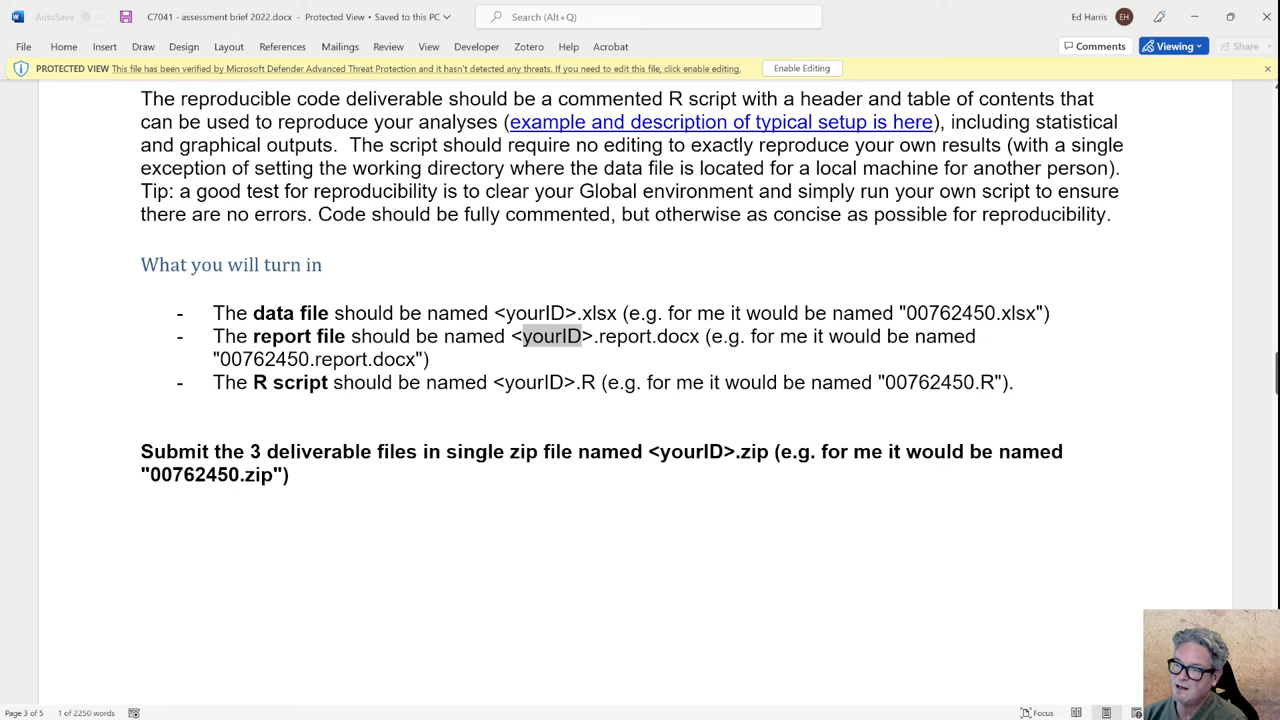 AutoSave
C7041 - assessment brief 2022.docx - Protected View • Saved to this PC
Search (Alt+Q)
Ed Harris
EH
File Home Insert Draw Design Layout References Mailings Review View Developer Zotero Help Acrobat
Comments
Viewing
Share
PROTECTED VIEW This file has been verified by Microsoft Defender Advanced Threat Protection and it hasn't detected any threats. If you need to edit this file, click enable editing.
Enable Editing
The reproducible code deliverable should be a commented R script with a header and table of contents that
can be used to reproduce your analyses (example and description of typical setup is here), including statistical
and graphical outputs. The script should require no editing to exactly reproduce your own results (with a single
exception of setting the working directory where the data file is located for a local machine for another person).
Tip: a good test for reproducibility is to clear your Global environment and simply run your own script to ensure
there are no errors. Code should be fully commented, but otherwise as concise as possible for reproducibility.
What you will turn in
- The data file should be named <yourID>.xlsx (e.g. for me it would be named "00762450.xlsx")
- The report file should be named <yourID>.report.docx (e.g. for me it would be named
"00762450.report.docx")
- The R script should be named <yourID>.R (e.g. for me it would be named "00762450.R").
Submit the 3 deliverable files in single zip file named <yourID>.zip (e.g. for me it would be named
"00762450.zip")
Page 3 of 5
1 of 2250 words
Focus